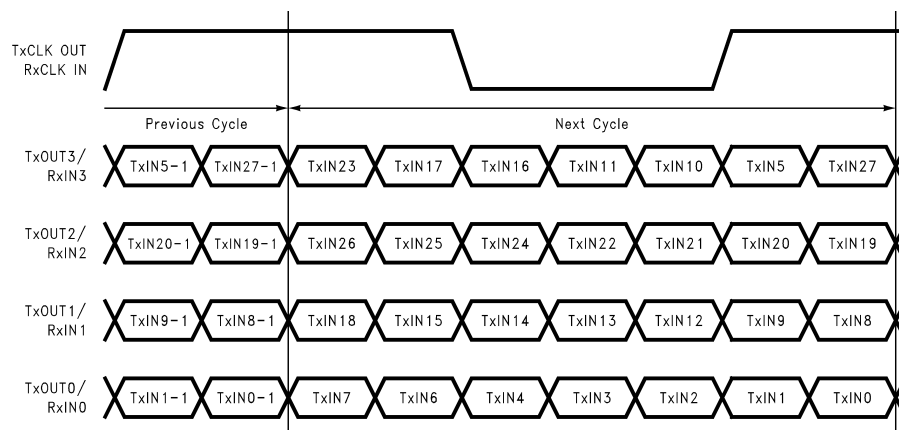 TxCLK OUT
RxCLK IN
Previous Cycle
Next Cycle
TxOUT3/
RxIN3
TxIN5-1 TxIN27-1 TxIN23 TxIN17 TxIN16 TxIN11 TxIN10 TxIN5 TxIN27
TxOUT2/
RxIN2
TxIN20-1 TxIN19-1 TxIN26 TxIN25 TxIN24 TxIN22 TxIN21 TxIN20 TxIN19
TxOUT1/
RxIN1
TxIN9-1 TxIN8-1 TxIN18 TxIN15 TxIN14 TxIN13 TxIN12 TxIN9 TxIN8
TxOUT0/
RxIN0
TxIN1-1 TxIN0-1 TxIN7 TxIN6 TxIN4 TxIN3 TxIN2 TxIN1 TxIN0